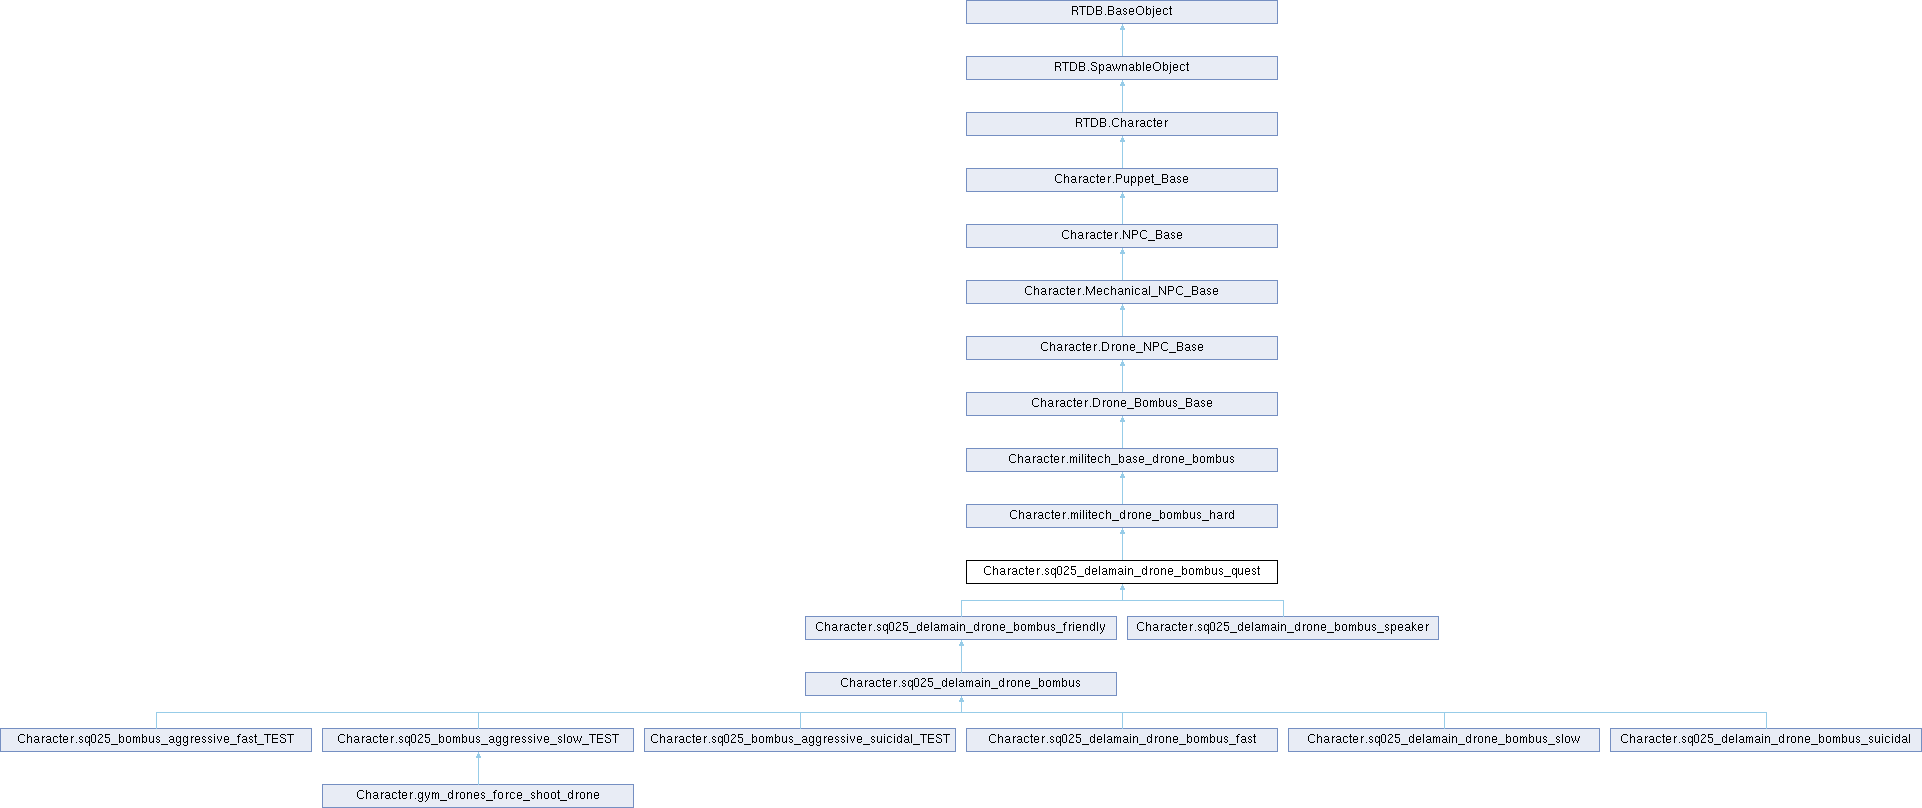 RTDB.BaseObject
RTDB.SpawnableObject
RTDB.Character
Character.Puppet_Base
Character.NPC_Base
Character.Mechanical_NPC_Base
Character.Drone_NPC_Base
Character.Drone_Bombus_Base
Character.militech_base_drone_bombus
Character.militech_drone_bombus_hard
Character.sq025_delamain_drone_bombus_quest
Character.sq025_delamain_drone_bombus_friendly
Character.sq025_delamain_drone_bombus_speaker
Character.sq025_delamain_drone_bombus
Character.sq025_bombus_aggressive_fast_TEST
Character.sq025_bombus_aggressive_slow_TEST
Character.sq025_bombus_aggressive_suicidal_TEST
Character.sq025_delamain_drone_bombus_fast
Character.sq025_delamain_drone_bombus_slow
Character.sq025_delamain_drone_bombus_suicidal
Character.gym_drones_force_shoot_drone